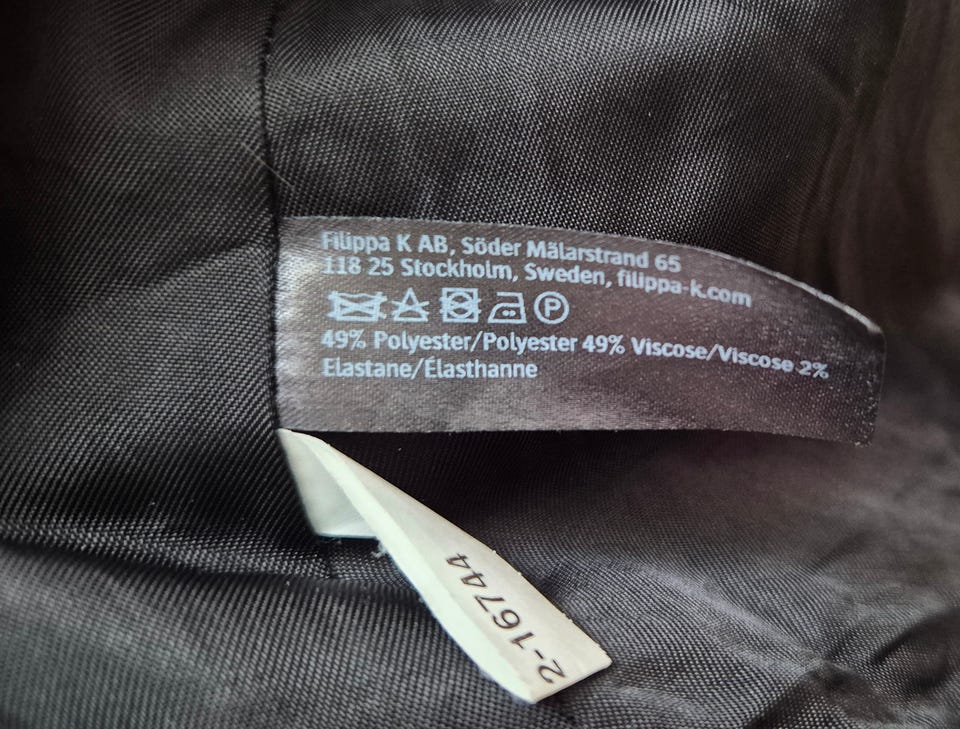 Filippa K AB, Söder Mälarstrand 65
118 25 Stockholm, Sweden, filippa-k.com
P
49% Polyester/Polyester 49% Viscose/Viscose 2%
Elastane/Élasthanne
2-16744